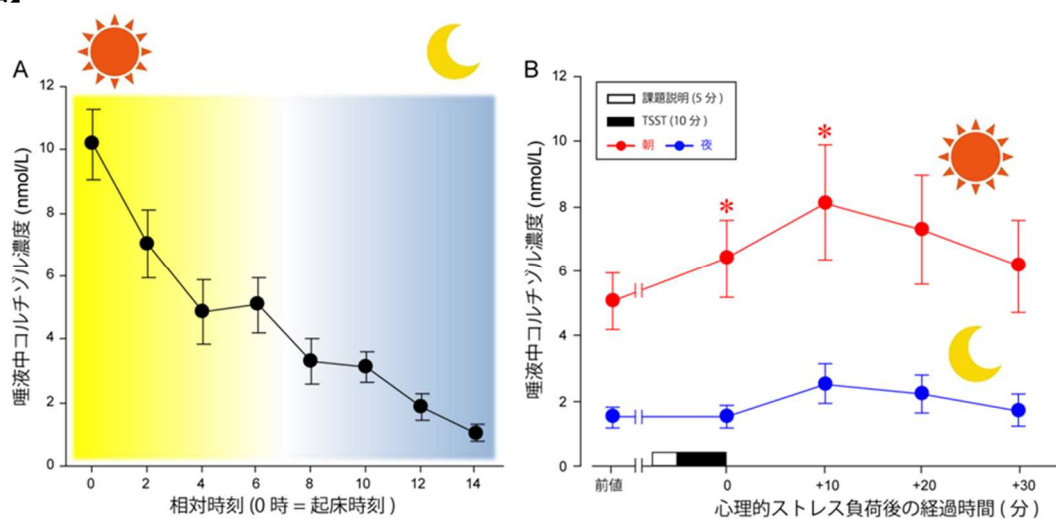 A
唾液中コルチゾル濃度 (nmol/L)
12
10
8
6
4
2
0
0 2 4 6 8 10 12 14
相対時刻 (0 時 = 起床時刻 )
B
唾液中コルチゾル濃度 (nmol/L)
12
10
8
6
4
2
0
課題説明 (5 分 )
TSST (10 分 )
朝 夜
*
*
前値 0 +10 +20 +30
心理的ストレス負荷後の経過時間 ( 分 )